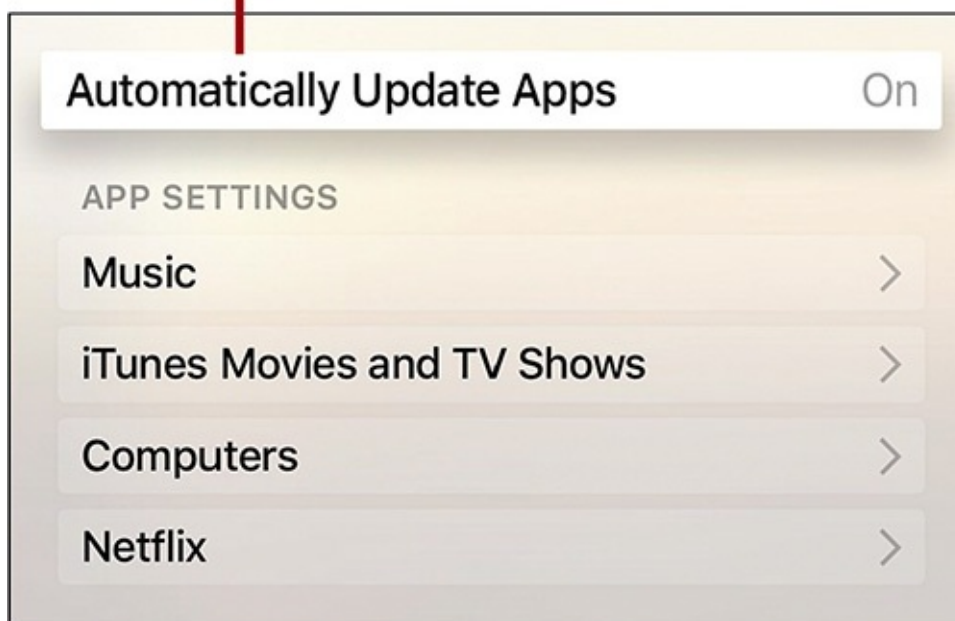 Automatically Update Apps On
APP SETTINGS
Music
iTunes Movies and TV Shows
Computers
Netflix